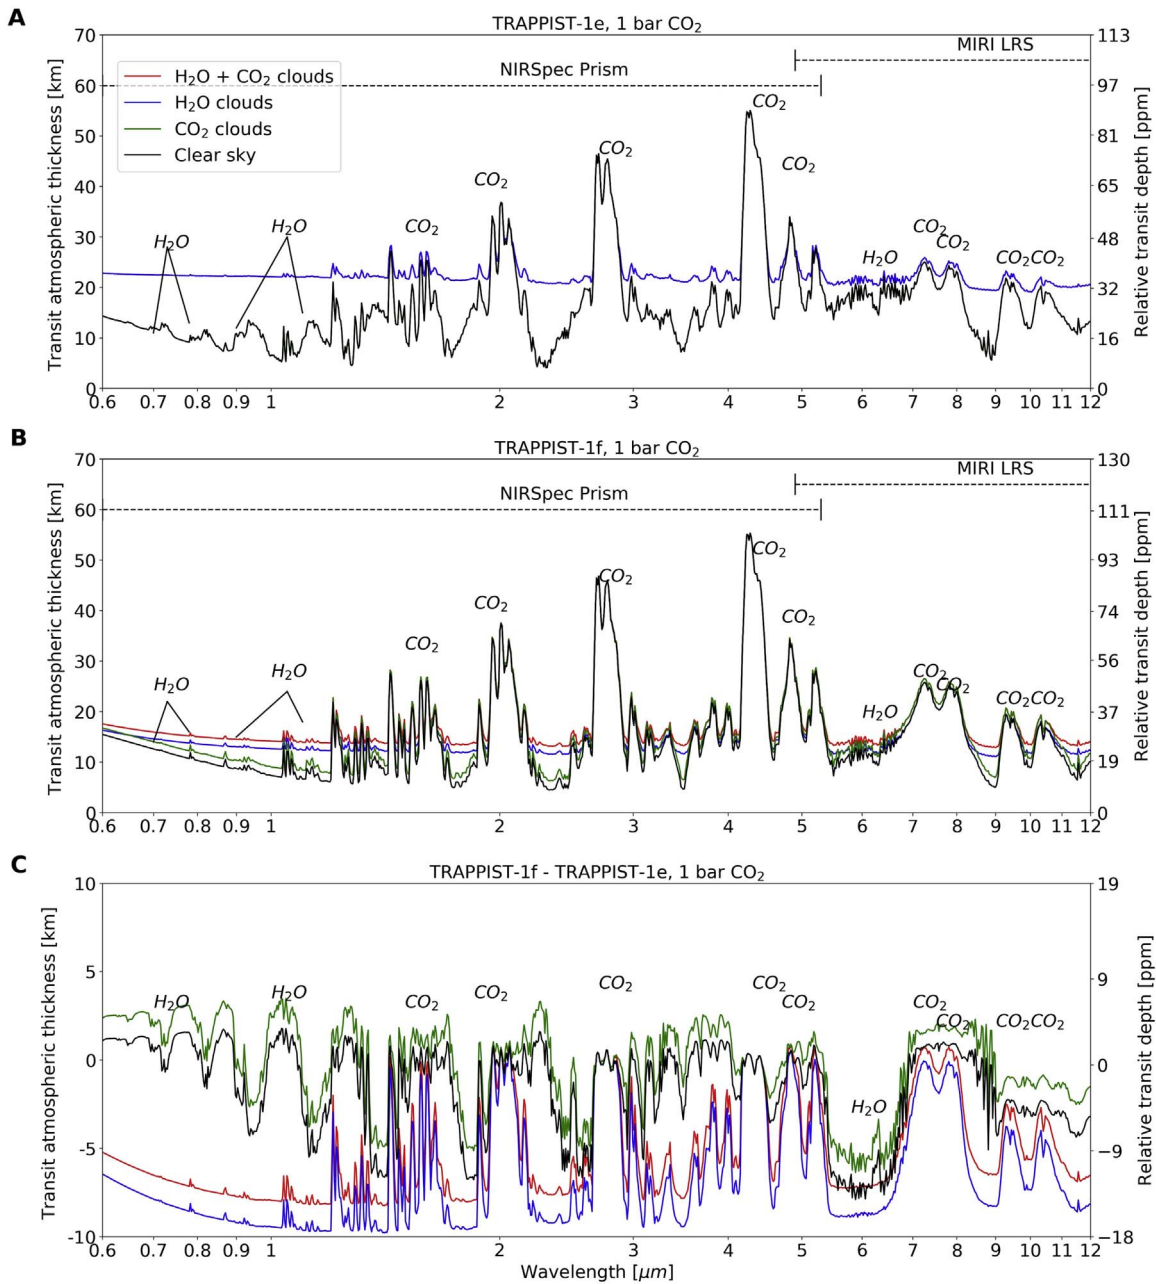 A
TRAPPIST-1e, 1 bar CO₂
Transit atmospheric thickness [km]
70
60
50
40
30
20
10
0
H₂O + CO₂ clouds
H₂O clouds
CO₂ clouds
Clear sky
NIRSpec Prism
MIRI LRS
H₂O
H₂O
CO₂
CO₂
CO₂
CO₂
CO₂
H₂O
CO₂
CO₂
CO₂CO₂
113
97
81
65
48
32
16
0
Relative transit depth [ppm]
0.6 0.7 0.8 0.9 1 2 3 4 5 6 7 8 9 10 11 12
B
TRAPPIST-1f, 1 bar CO₂
Transit atmospheric thickness [km]
70
60
50
40
30
20
10
0
NIRSpec Prism
MIRI LRS
H₂O
H₂O
CO₂
CO₂
CO₂
CO₂
CO₂
H₂O
CO₂
CO₂
CO₂CO₂
130
111
93
74
56
37
19
0
Relative transit depth [ppm]
0.6 0.7 0.8 0.9 1 2 3 4 5 6 7 8 9 10 11 12
C
TRAPPIST-1f - TRAPPIST-1e, 1 bar CO₂
Transit atmospheric thickness [km]
10
5
0
-5
-10
H₂O
H₂O
CO₂
CO₂
CO₂
CO₂
CO₂
H₂O
CO₂
CO₂
CO₂CO₂
19
9
0
−9
−18
Relative transit depth [ppm]
0.6 0.7 0.8 0.9 1 2 3 4 5 6 7 8 9 10 11 12
Wavelength [μm]